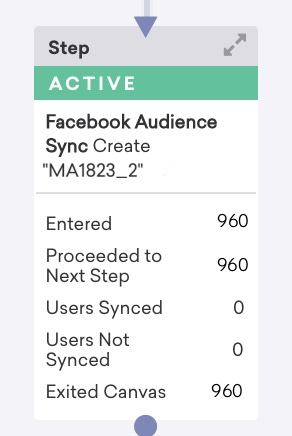 Step
ACTIVE
Facebook Audience
Sync Create
"MA1823_2"
Entered 960
Proceeded to
Next Step 960
Users Synced 0
Users Not
Synced 0
Exited Canvas 960